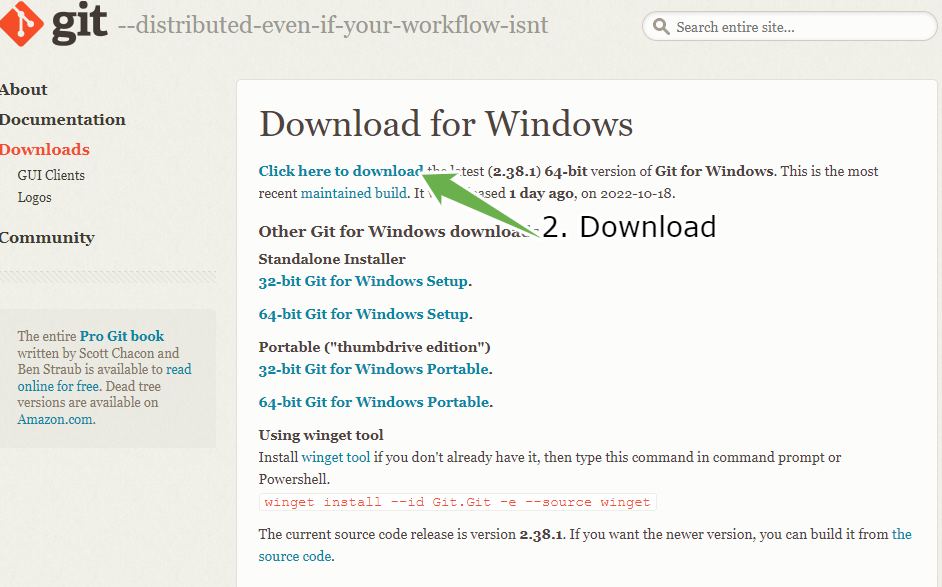 git --distributed-even-if-your-workflow-isnt
Search entire site...
About
Documentation
Downloads
GUI Clients
Logos
Community
The entire Pro Git book
written by Scott Chacon and
Ben Straub is available to read
online for free. Dead tree
versions are available on
Amazon.com.
Download for Windows
Click here to download the latest (2.38.1) 64-bit version of Git for Windows. This is the most
recent maintained build. It was released 1 day ago, on 2022-10-18.
2. Download
Other Git for Windows downloads
Standalone Installer
32-bit Git for Windows Setup.
64-bit Git for Windows Setup.
Portable ("thumbdrive edition")
32-bit Git for Windows Portable.
64-bit Git for Windows Portable.
Using winget tool
Install winget tool if you don't already have it, then type this command in command prompt or
Powershell.
winget install --id Git.Git -e --source winget
The current source code release is version 2.38.1. If you want the newer version, you can build it from the
source code.